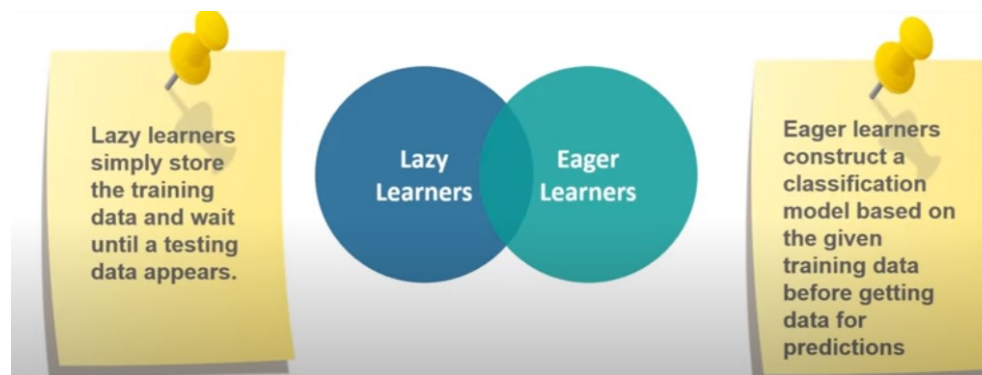 Lazy learners
simply store
the training
data and wait
until a testing
data appears.
Lazy
Learners
Eager
Learners
Eager learners
construct a
classification
model based on
the given
training data
before getting
data for
predictions